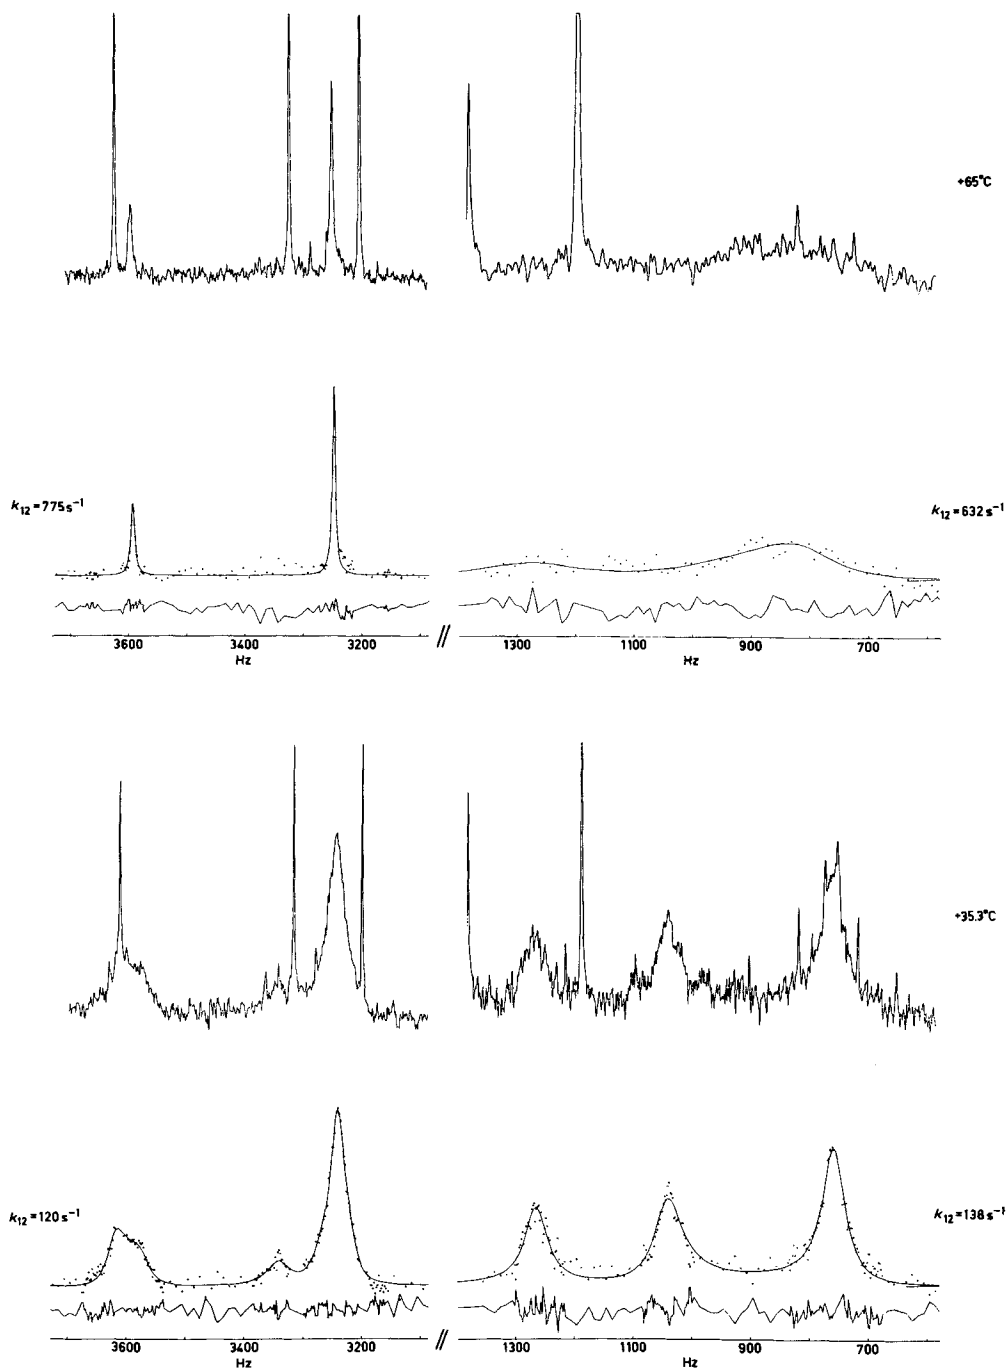 +65°C
k₁₂ = 775 s⁻¹
k₁₂ = 632 s⁻¹
3600 3400 3200 // 1300 1100 900 700
Hz Hz
+35.3°C
k₁₂ = 120 s⁻¹
k₁₂ = 138 s⁻¹
3600 3400 3200 // 1300 1100 900 700
Hz Hz